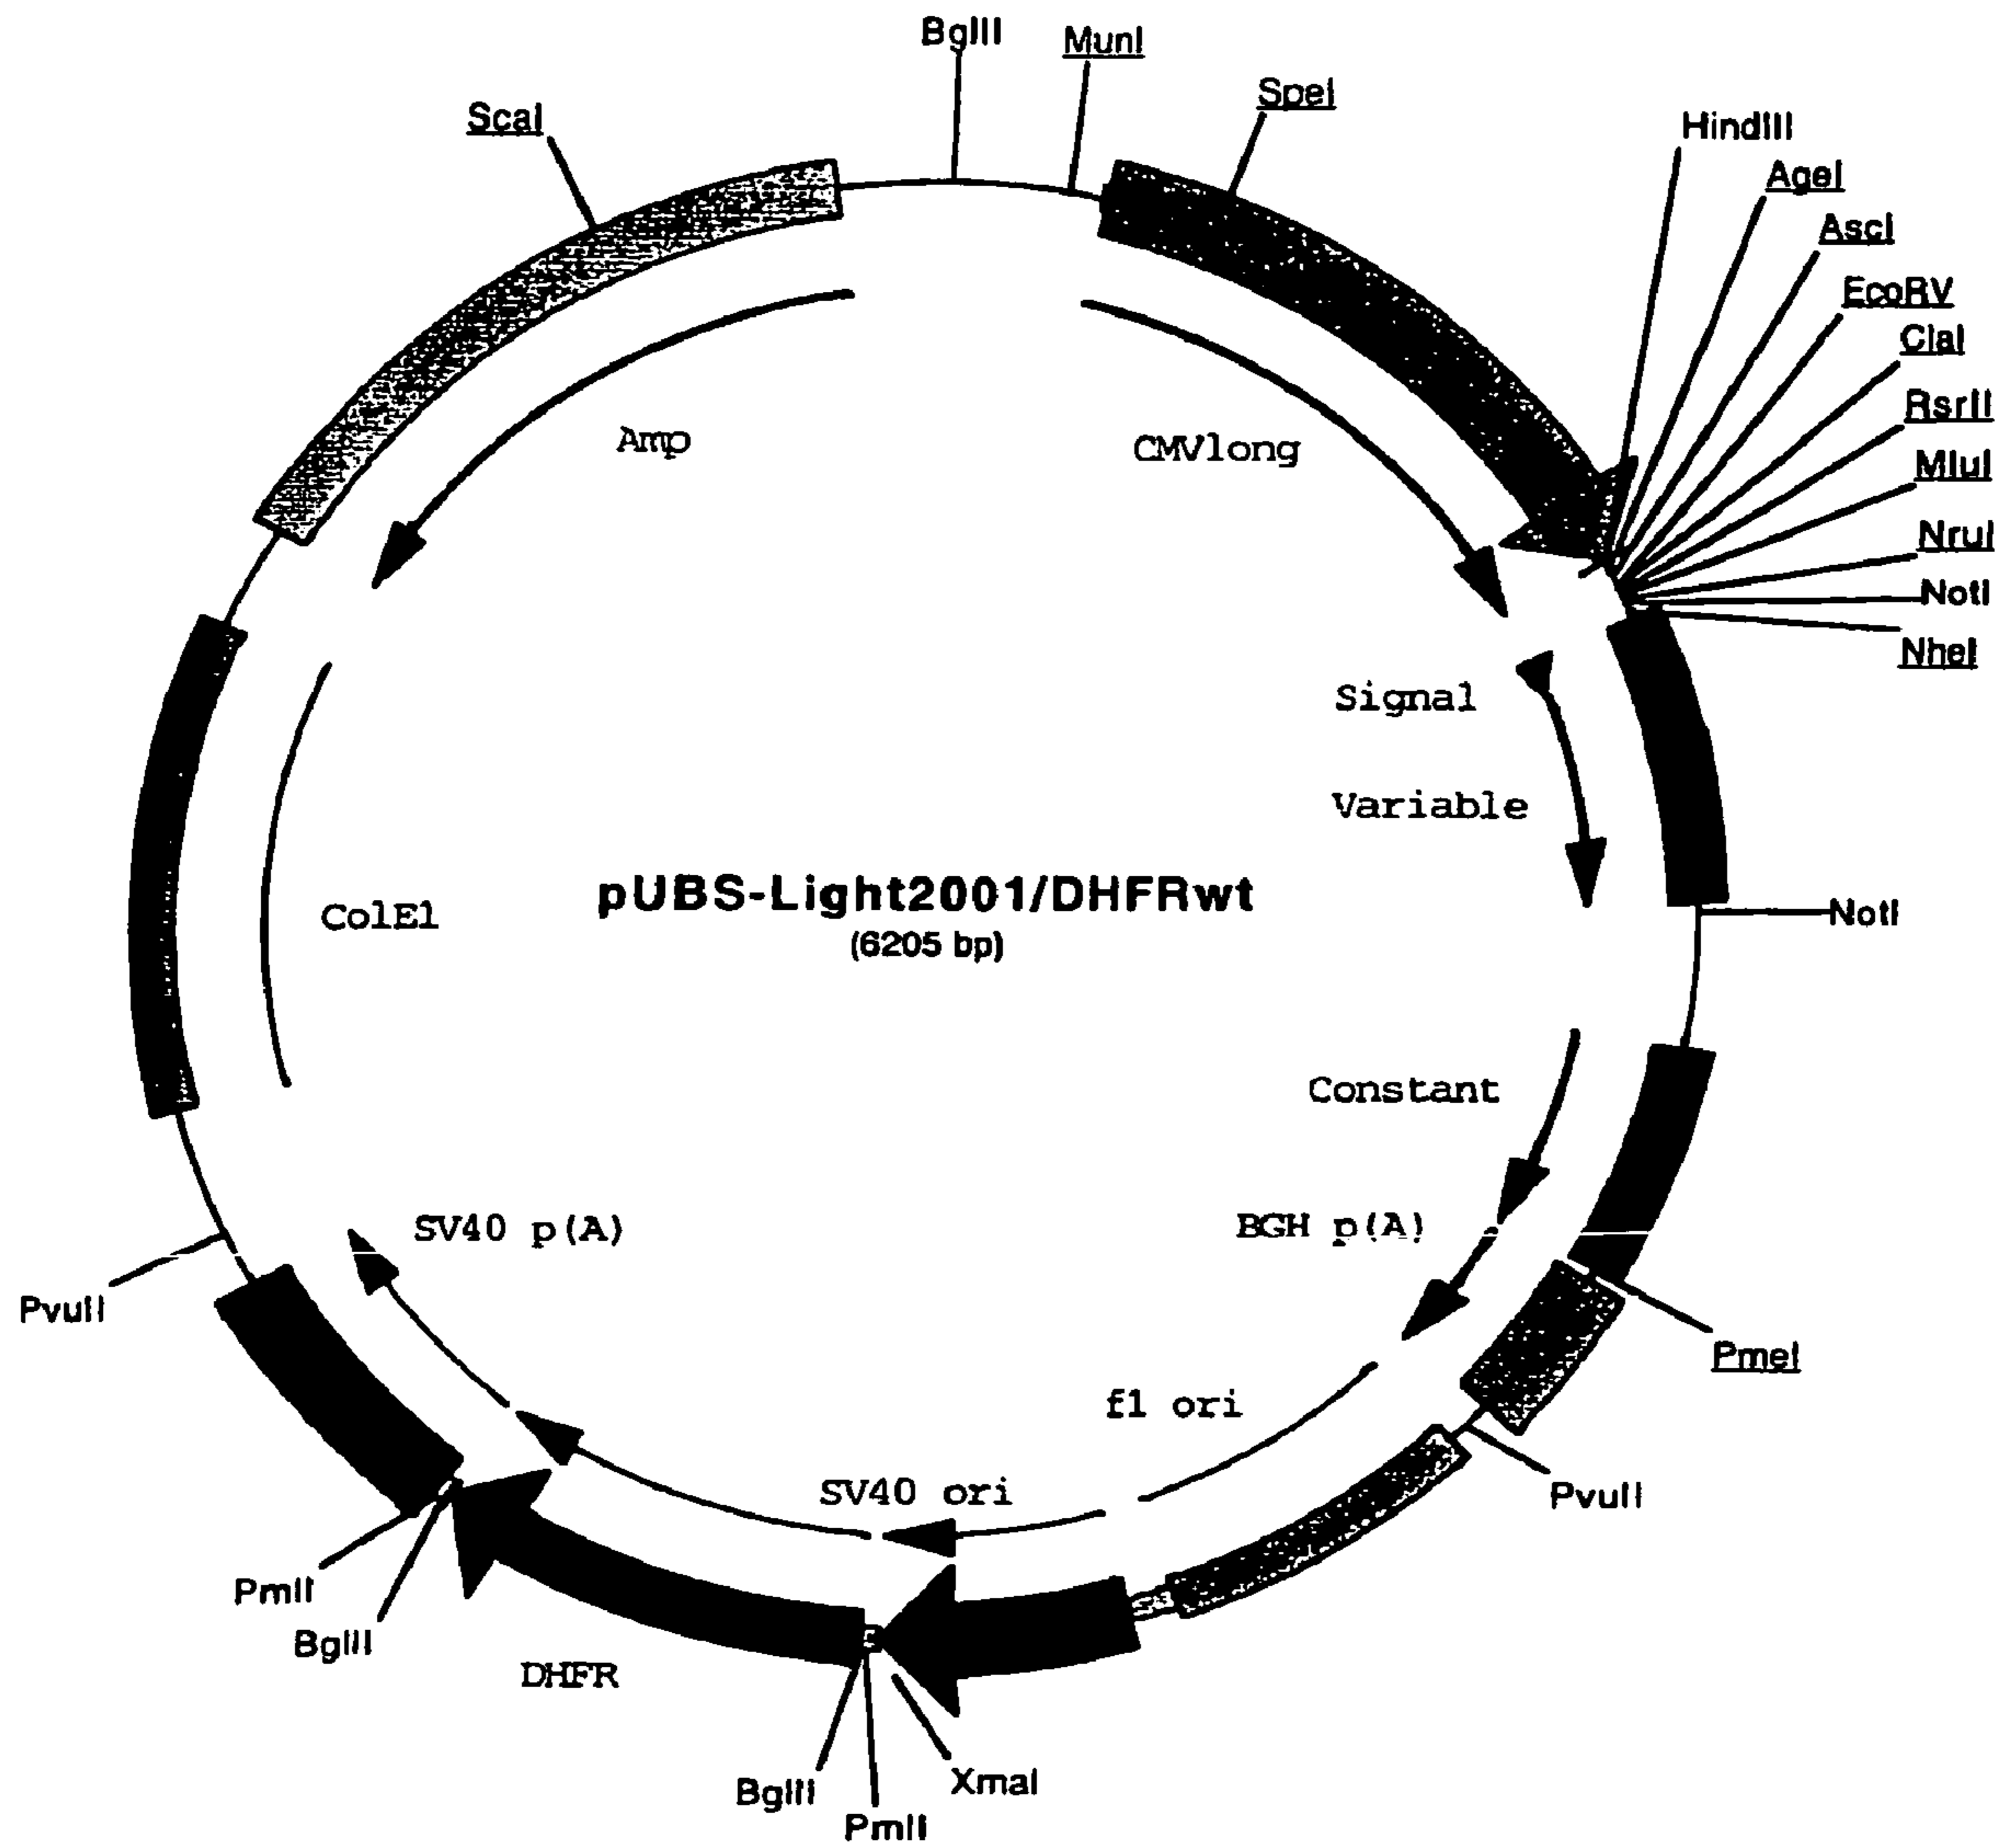 BglII
MunI
SpeI
ScaI
HindIII
AgeI
AscI
EcoRV
ClaI
RsrII
MluI
NruI
NotI
NheI
Amp
CMVlong
Signal
Variable
pUBS-Light2001/DHFRwt
(6205 bp)
ColE1
NotI
Constant
SV40 p(A)
BGH p(A)
PvuII
PmeI
f1 ori
SV40 ori
PvuII
PmlI
BglII
DHFR
BglII
XmaI
PmlI